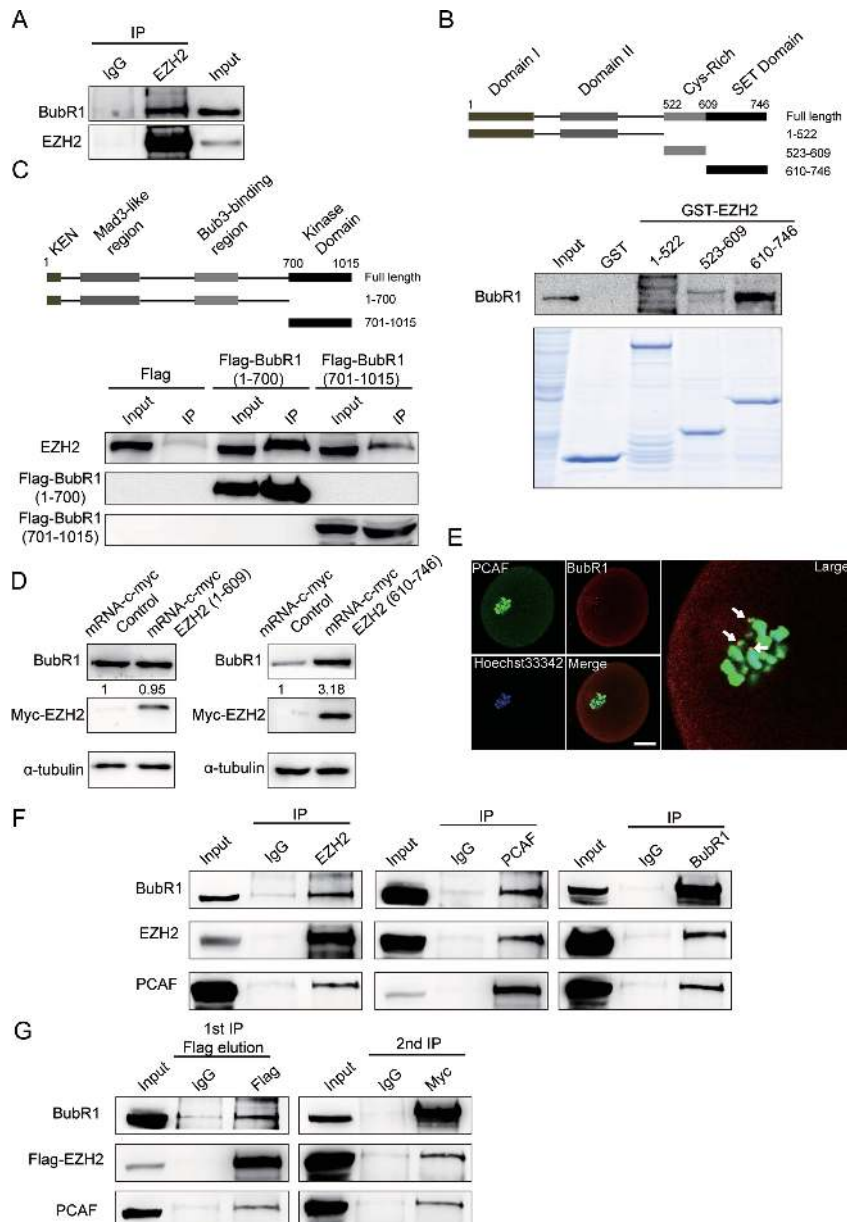 A
IP
IgG
EZH2
Input
BubR1
EZH2
B
Domain I
Domain II
Cys-Rich
SET Domain
1
522
609
746
Full length
1-522
523-609
610-746
GST-EZH2
Input
GST
1-522
523-609
610-746
BubR1
C
KEN
Mad3-like region
Bub3-binding region
Kinase Domain
1
700
1015
Full length
1-700
701-1015
Flag
Flag-BubR1 (1-700)
Flag-BubR1 (701-1015)
Input
IP
Input
IP
Input
IP
EZH2
Flag-BubR1 (1-700)
Flag-BubR1 (701-1015)
D
mRNA-c-myc Control
mRNA-c-myc EZH2 (1-609)
BubR1
1
0.95
Myc-EZH2
α-tubulin
mRNA-c-myc Control
mRNA-c-myc EZH2 (610-746)
BubR1
1
3.18
Myc-EZH2
α-tubulin
E
PCAF
BubR1
Large
Hoechst33342
Merge
F
IP
IP
IP
Input
IgG
EZH2
Input
IgG
PCAF
Input
IgG
BubR1
BubR1
EZH2
PCAF
G
1st IP
Flag elution
2nd IP
Input
IgG
Flag
Input
IgG
Myc
BubR1
Flag-EZH2
PCAF